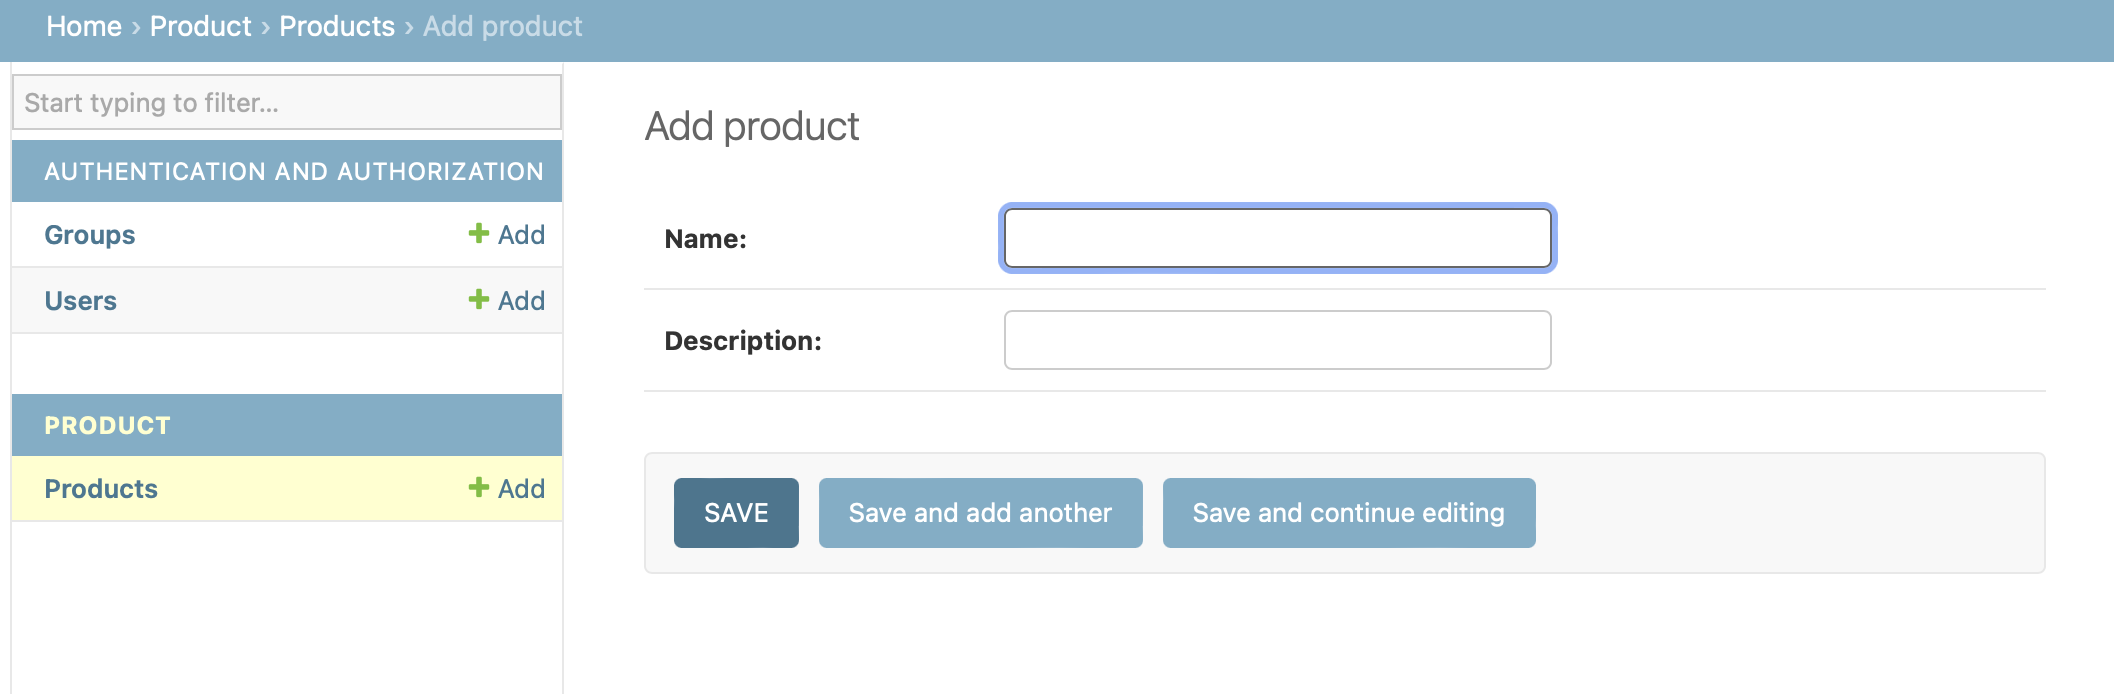 Home › Product › Products › Add product
Start typing to filter...
AUTHENTICATION AND AUTHORIZATION
Groups + Add
Users + Add
PRODUCT
Products + Add
Add product
Name:
Description:
SAVE Save and add another Save and continue editing